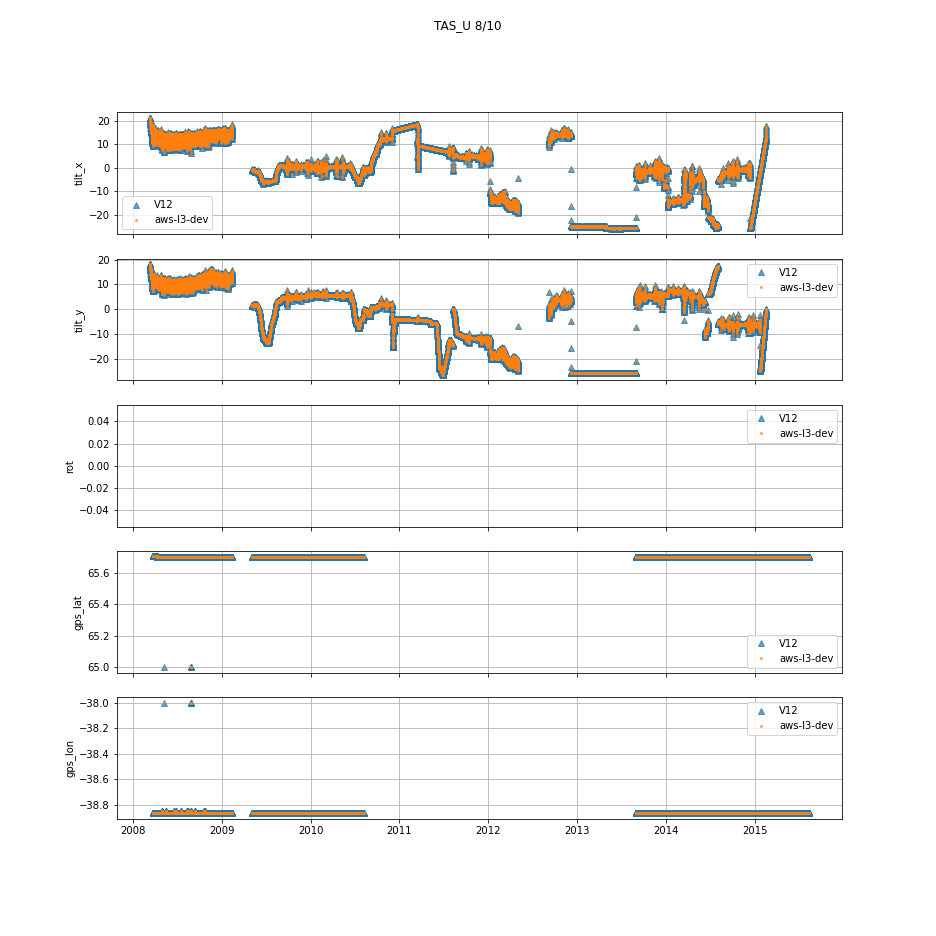 TAS_U 8/10
20
10
0
−10
−20
tilt_x
V12
aws-l3-dev
20
10
0
−10
−20
tilt_y
V12
aws-l3-dev
0.04
0.02
0.00
−0.02
−0.04
rot
V12
aws-l3-dev
65.6
65.4
65.2
65.0
gps_lat
V12
aws-l3-dev
−38.0
−38.2
−38.4
−38.6
−38.8
gps_lon
V12
aws-l3-dev
2008 2009 2010 2011 2012 2013 2014 2015